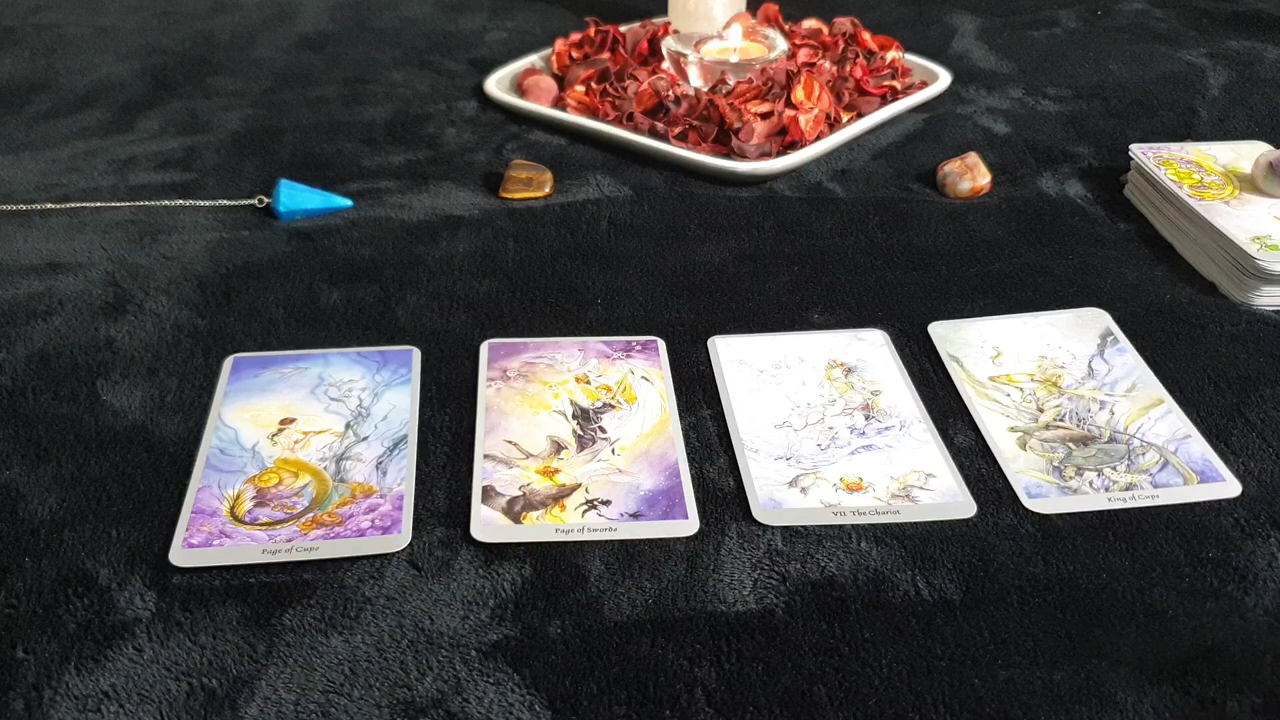 Page of Cups
Page of Swords
VII The Chariot
King of Cups